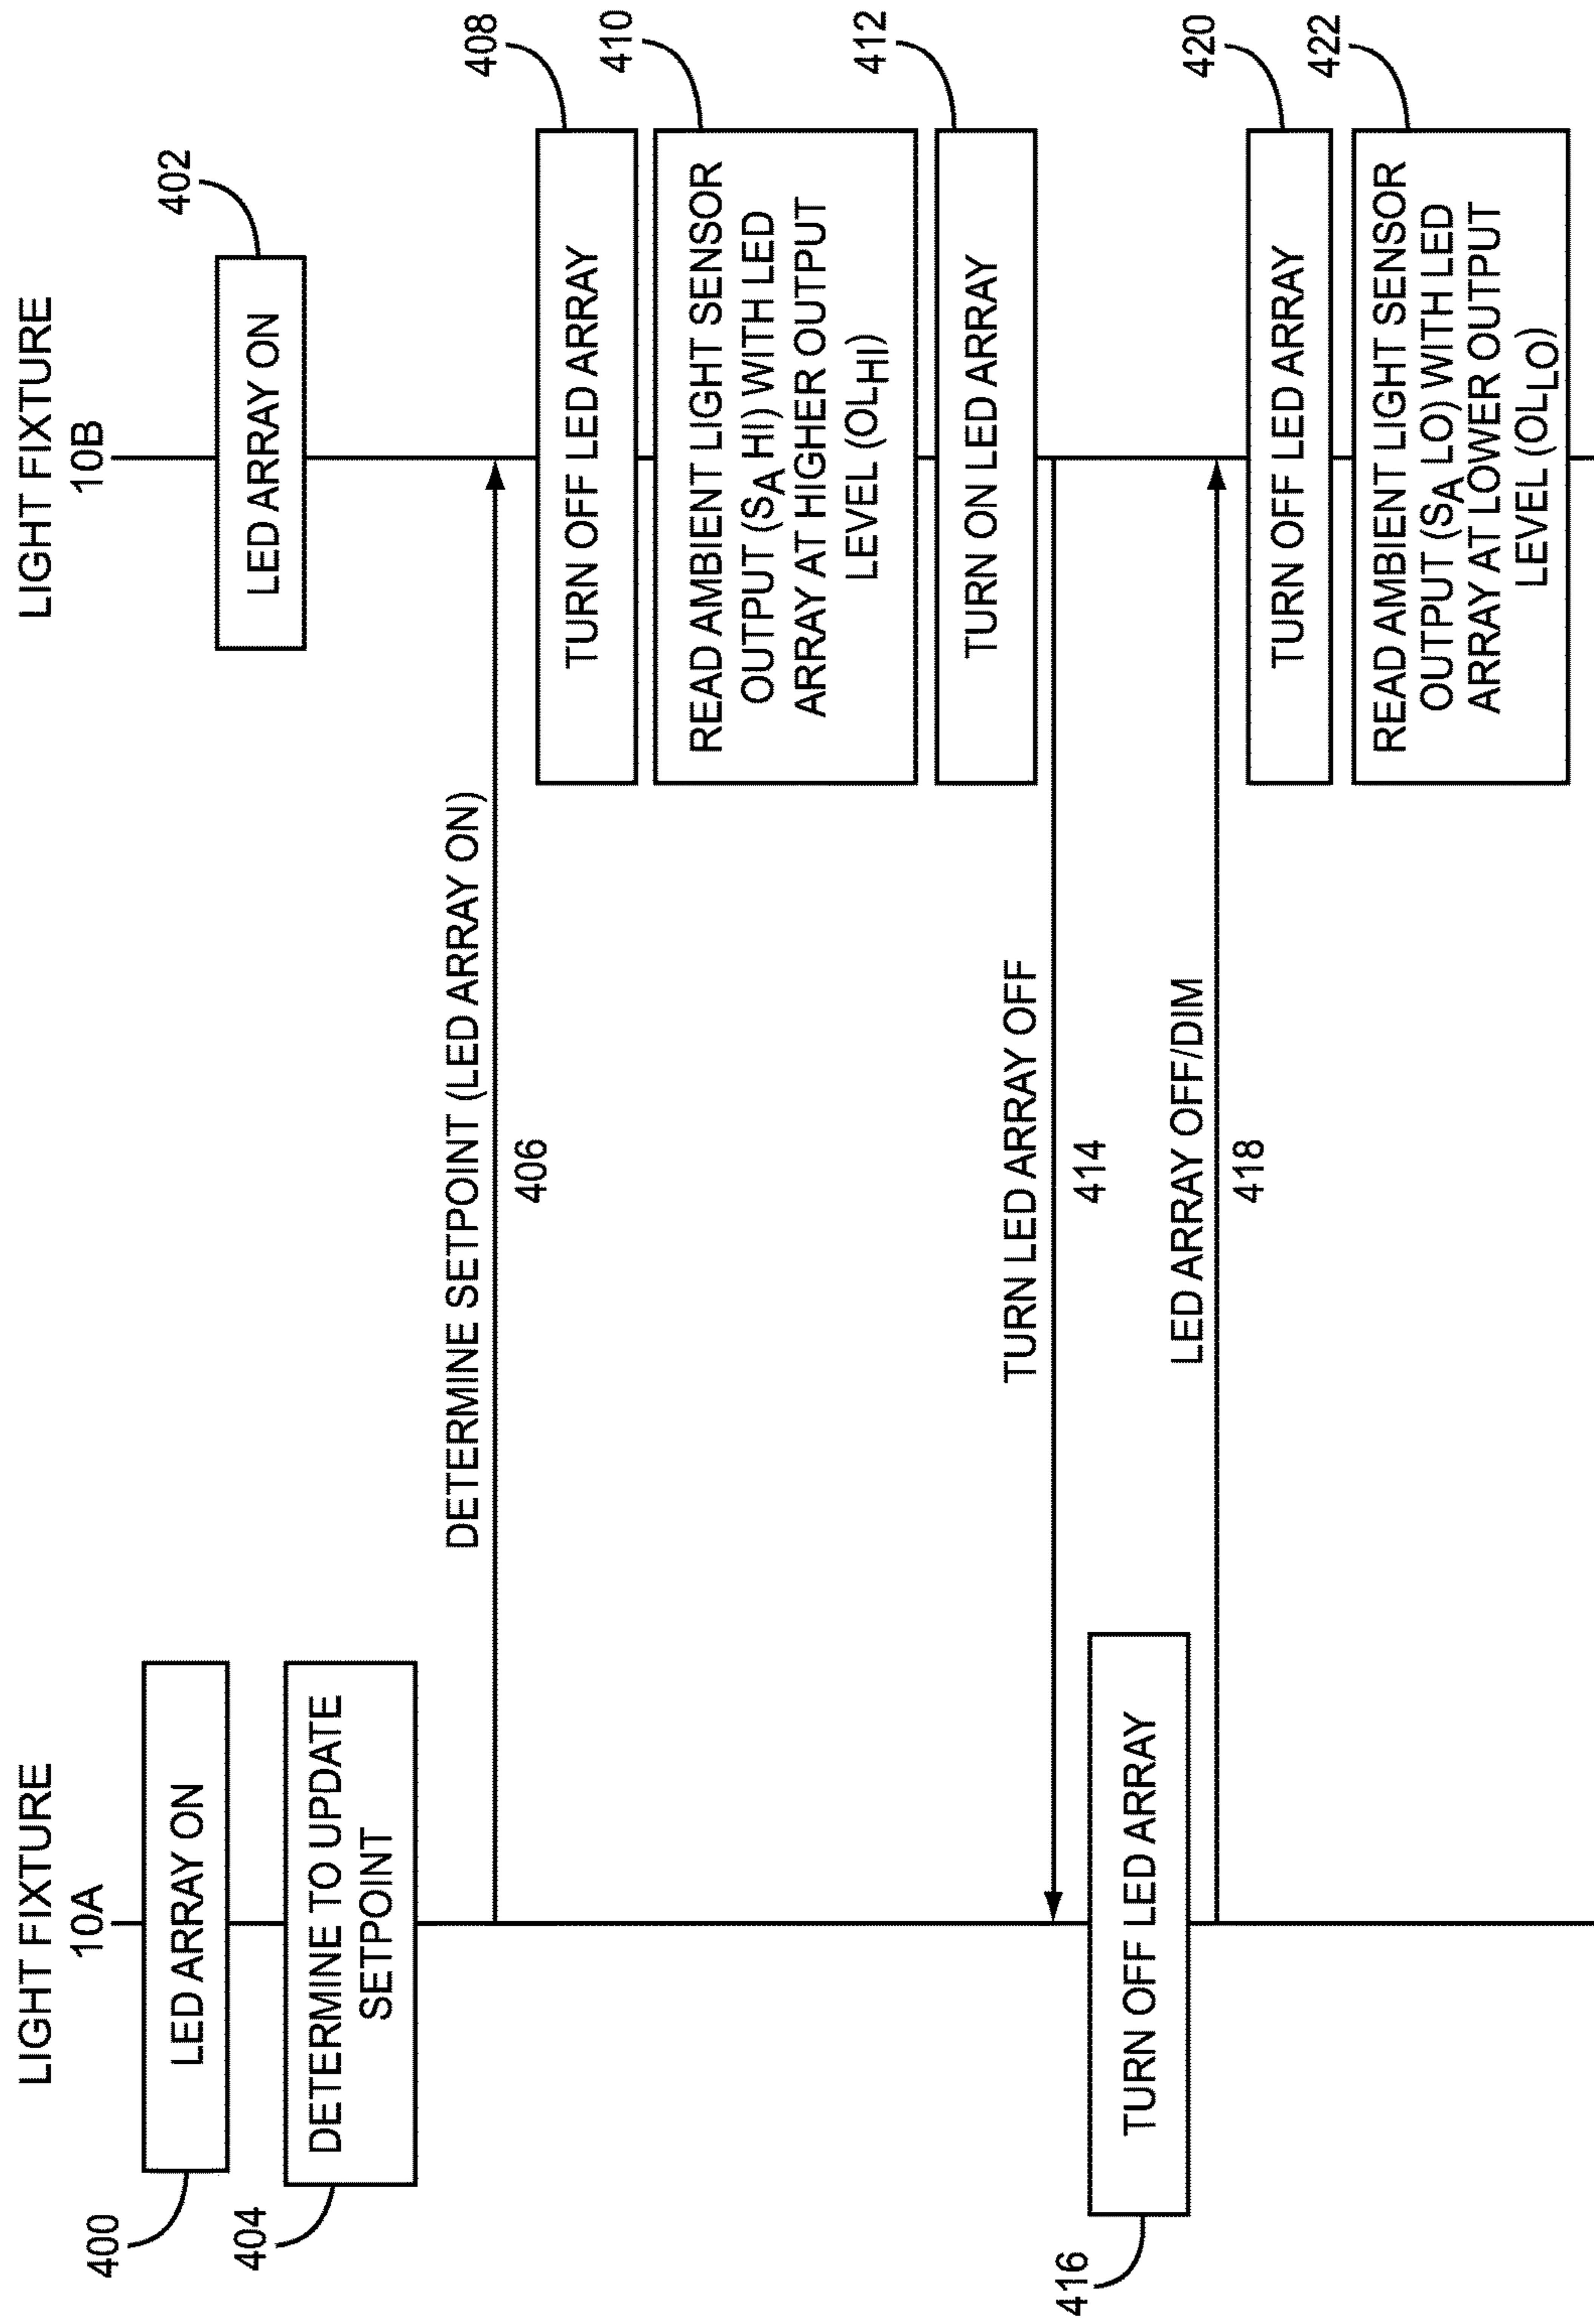 LIGHT FIXTURE
10A
LIGHT FIXTURE
10B
400
LED ARRAY ON
402
LED ARRAY ON
404
DETERMINE TO UPDATE
SETPOINT
DETERMINE SETPOINT (LED ARRAY ON)
406
408
TURN OFF LED ARRAY
410
READ AMBIENT LIGHT SENSOR
OUTPUT (SA HI) WITH LED
ARRAY AT HIGHER OUTPUT
LEVEL (OLHI)
412
TURN ON LED ARRAY
TURN LED ARRAY OFF
414
416
TURN OFF LED ARRAY
LED ARRAY OFF/DIM
418
420
TURN OFF LED ARRAY
422
READ AMBIENT LIGHT SENSOR
OUTPUT (SA LO) WITH LED
ARRAY AT LOWER OUTPUT
LEVEL (OLLO)